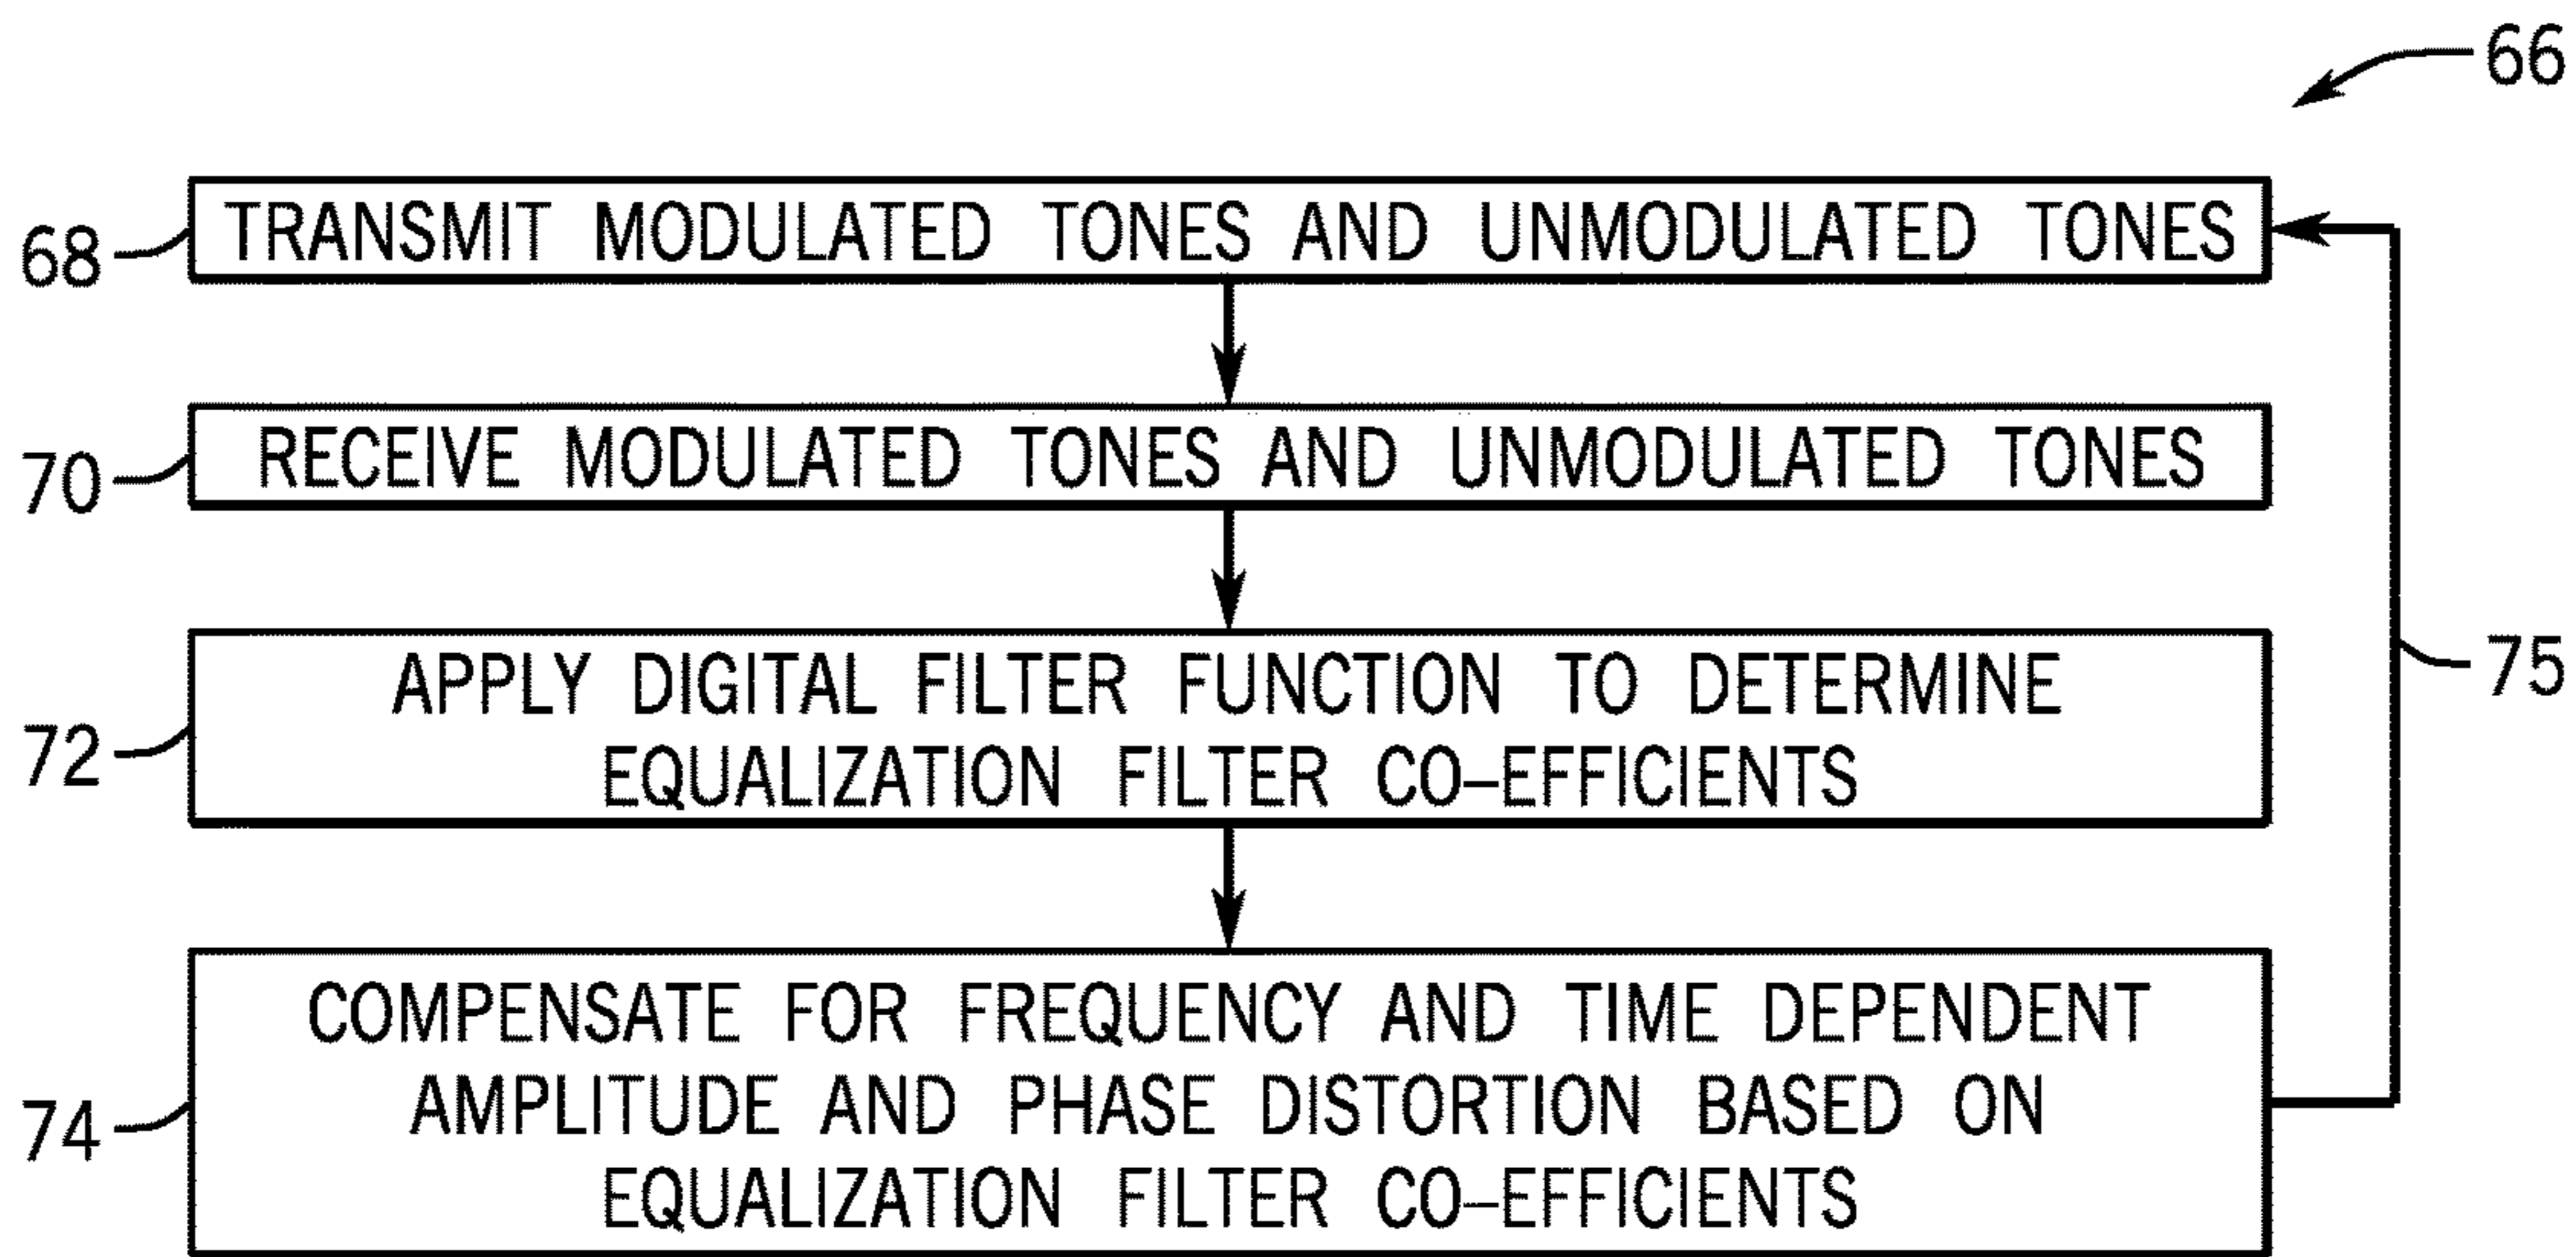 66
68
TRANSMIT MODULATED TONES AND UNMODULATED TONES
70
RECEIVE MODULATED TONES AND UNMODULATED TONES
72
APPLY DIGITAL FILTER FUNCTION TO DETERMINE
EQUALIZATION FILTER CO-EFFICIENTS
75
74
COMPENSATE FOR FREQUENCY AND TIME DEPENDENT
AMPLITUDE AND PHASE DISTORTION BASED ON
EQUALIZATION FILTER CO-EFFICIENTS